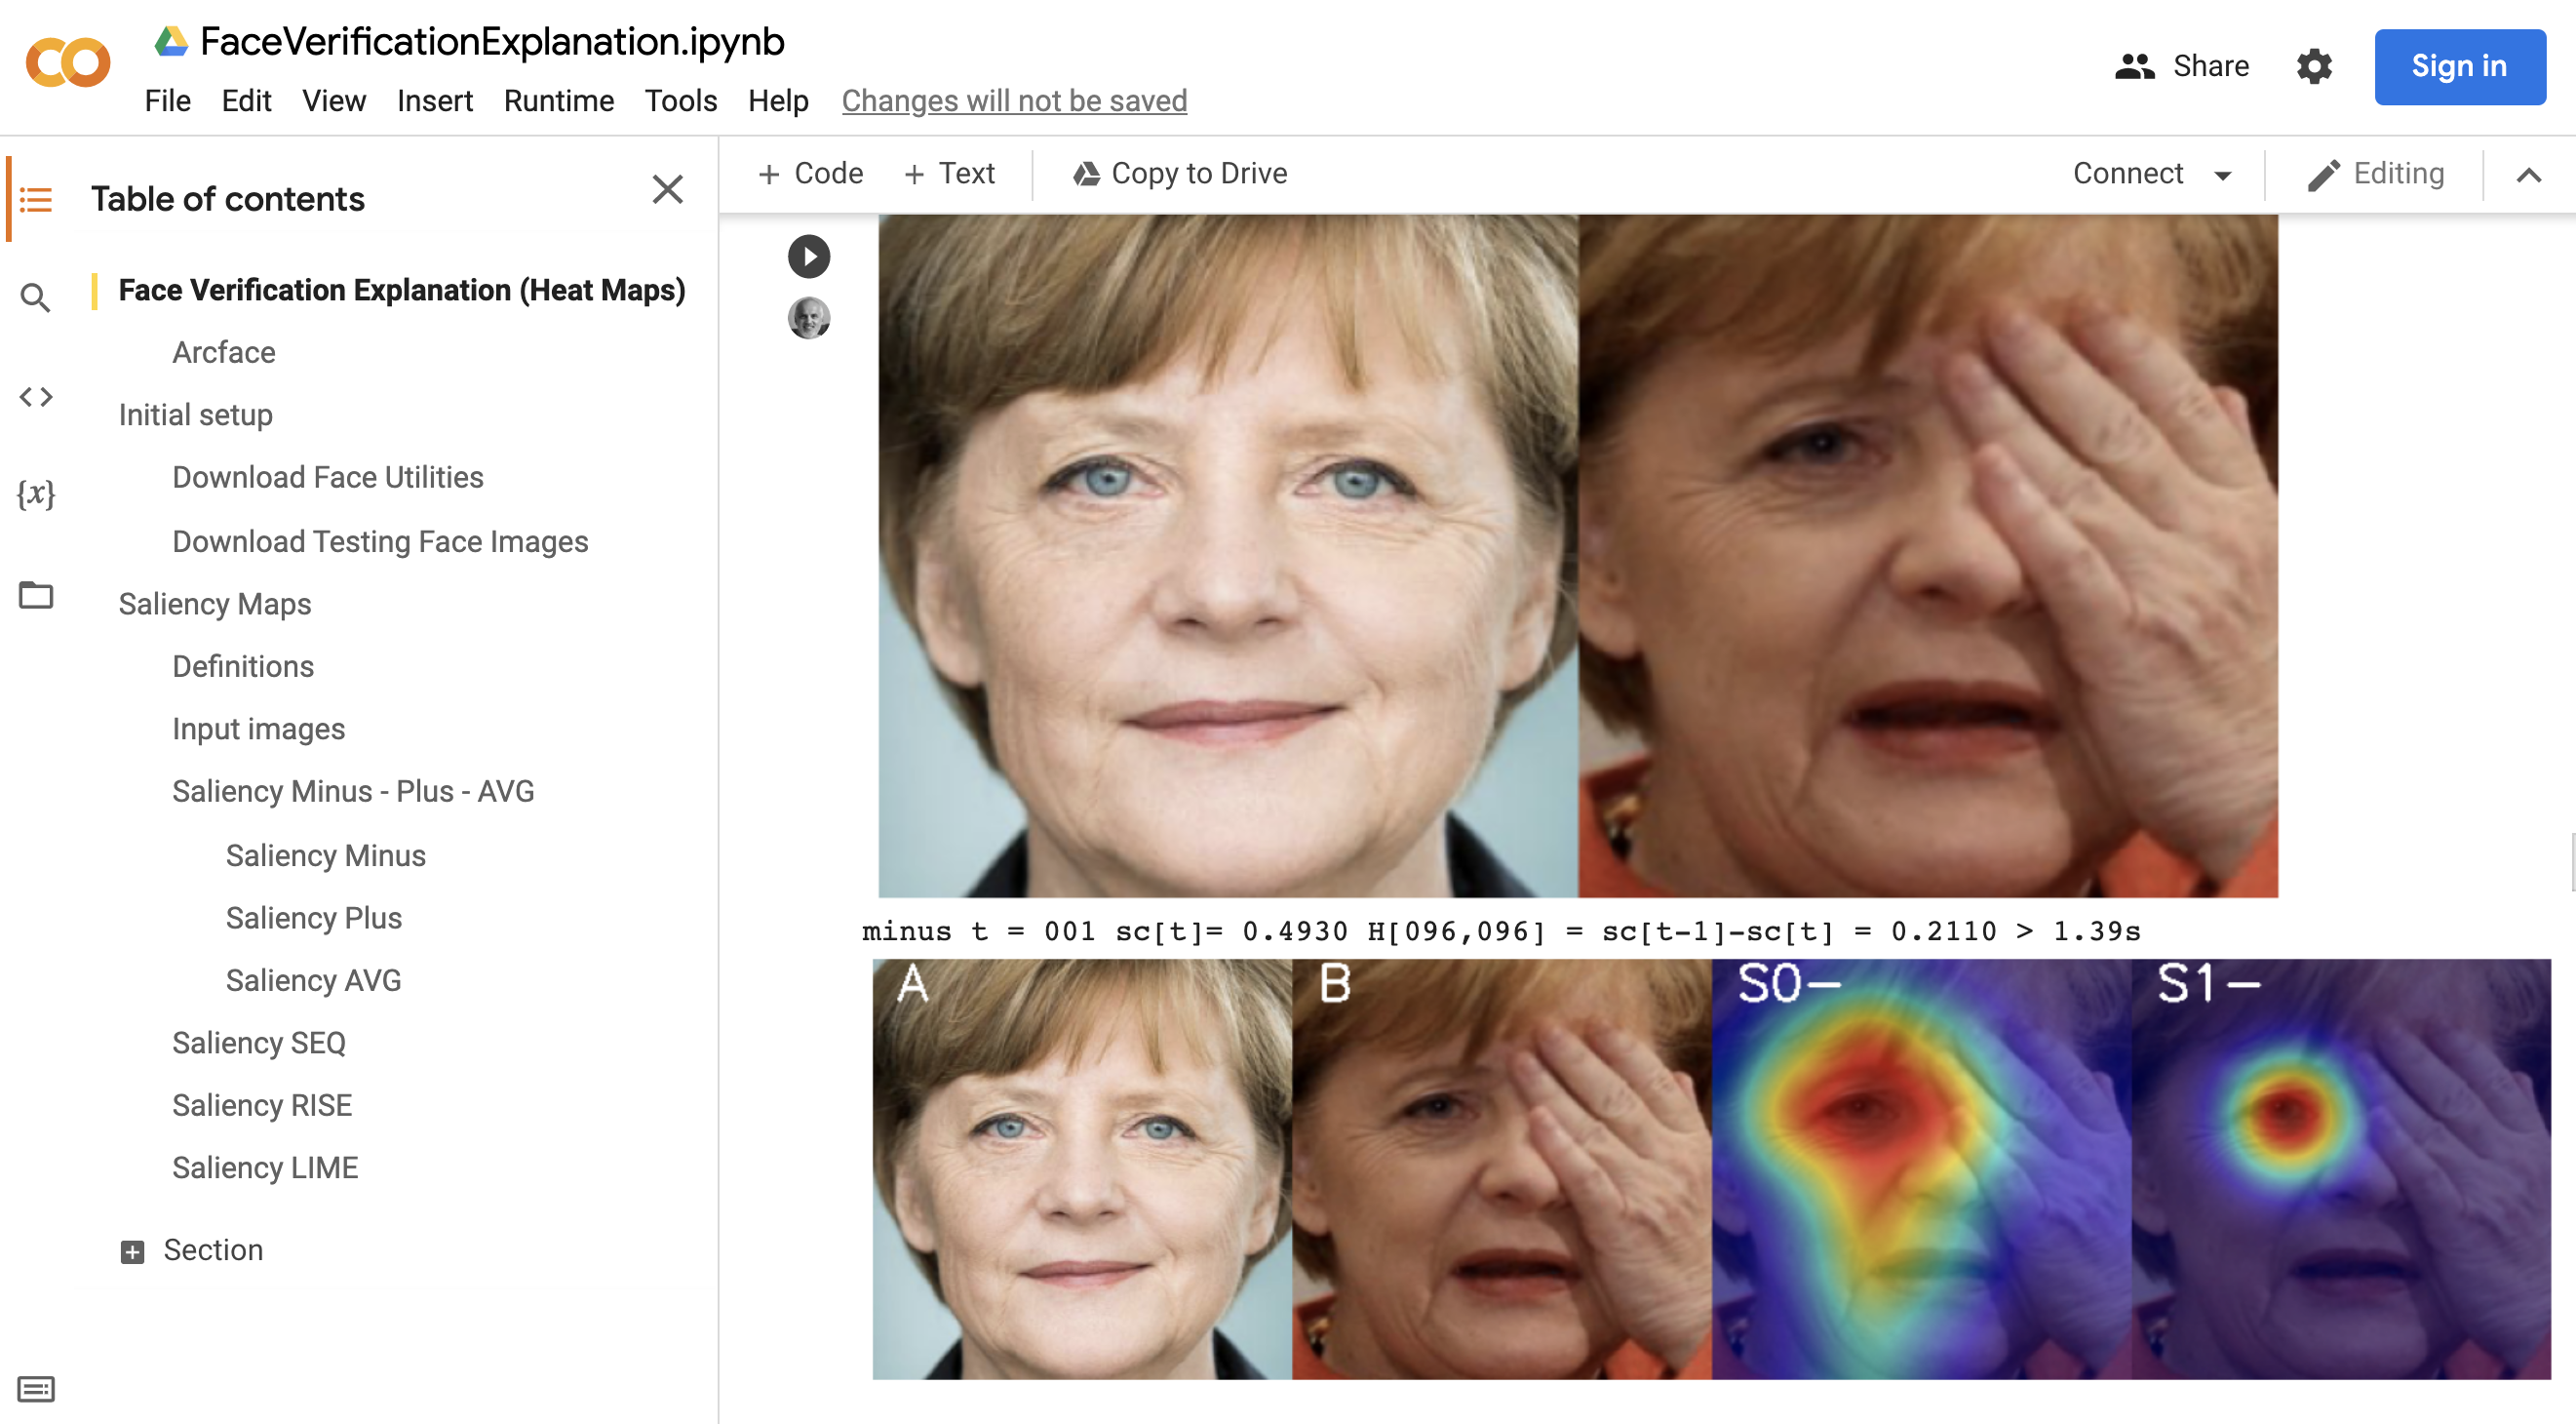 FaceVerificationExplanation.ipynb
File Edit View Insert Runtime Tools Help Changes will not be saved
Share
Sign in
Table of contents
Face Verification Explanation (Heat Maps)
Arcface
Initial setup
Download Face Utilities
Download Testing Face Images
Saliency Maps
Definitions
Input images
Saliency Minus - Plus - AVG
Saliency Minus
Saliency Plus
Saliency AVG
Saliency SEQ
Saliency RISE
Saliency LIME
Section
{x}
+ Code + Text Copy to Drive
Connect Editing
minus t = 001 sc[t]= 0.4930 H[096,096] = sc[t-1]-sc[t] = 0.2110 > 1.39s
A B S0- S1-